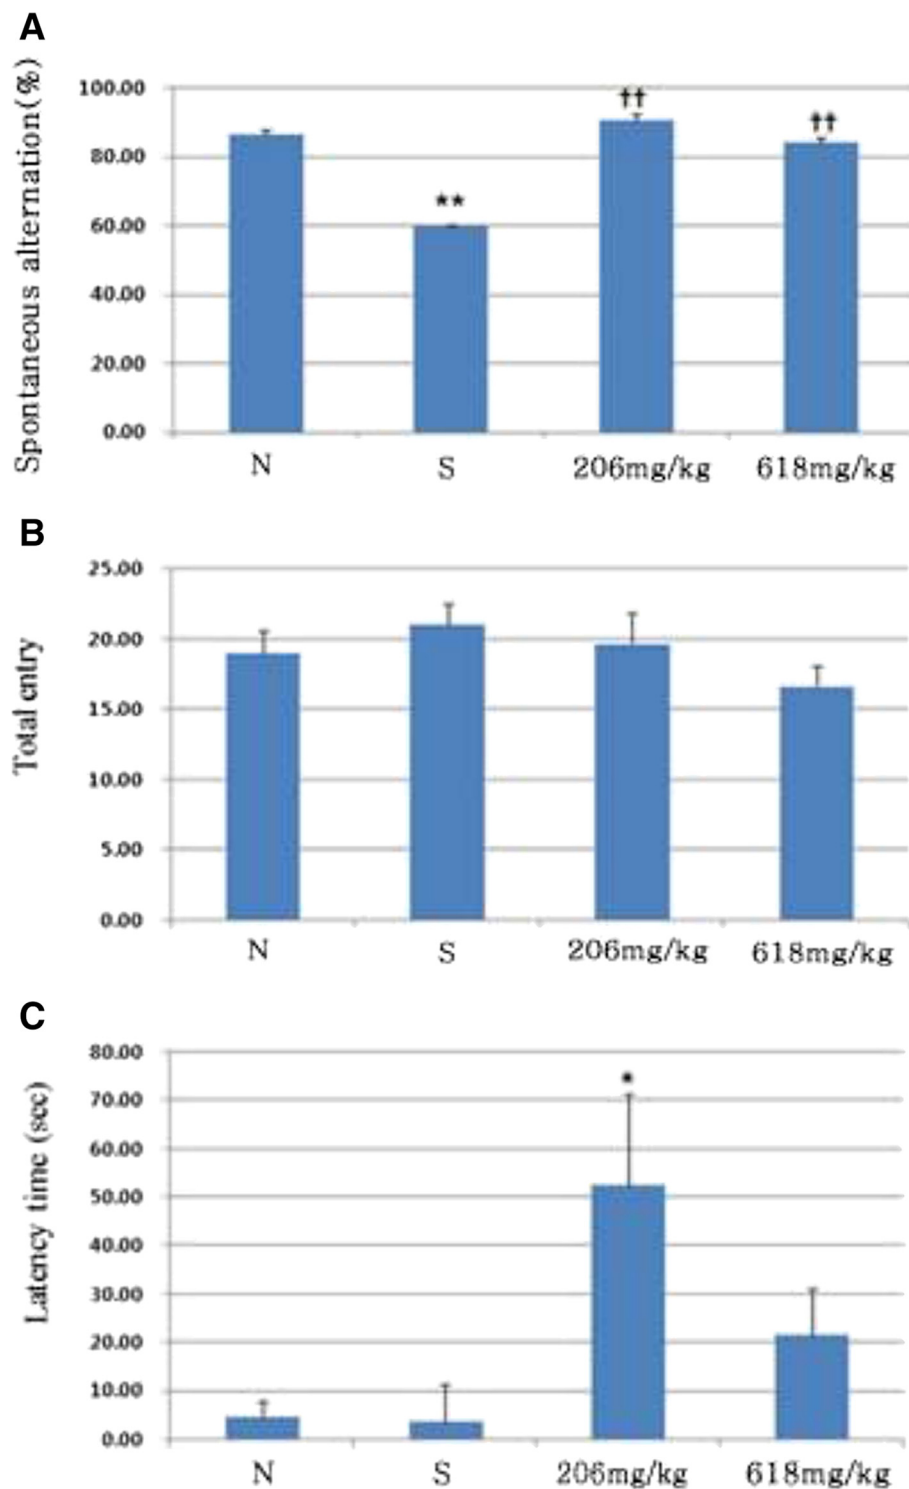 A
Spontaneous alternation(%)
100.00
80.00
60.00
40.00
20.00
0.00
††
††
**
N S 206mg/kg 618mg/kg
B
Total entry
25.00
20.00
15.00
10.00
5.00
0.00
N S 206mg/kg 618mg/kg
C
Latency time (sec)
80.00
70.00
60.00
50.00
40.00
30.00
20.00
10.00
0.00
*
N S 206mg/kg 618mg/kg